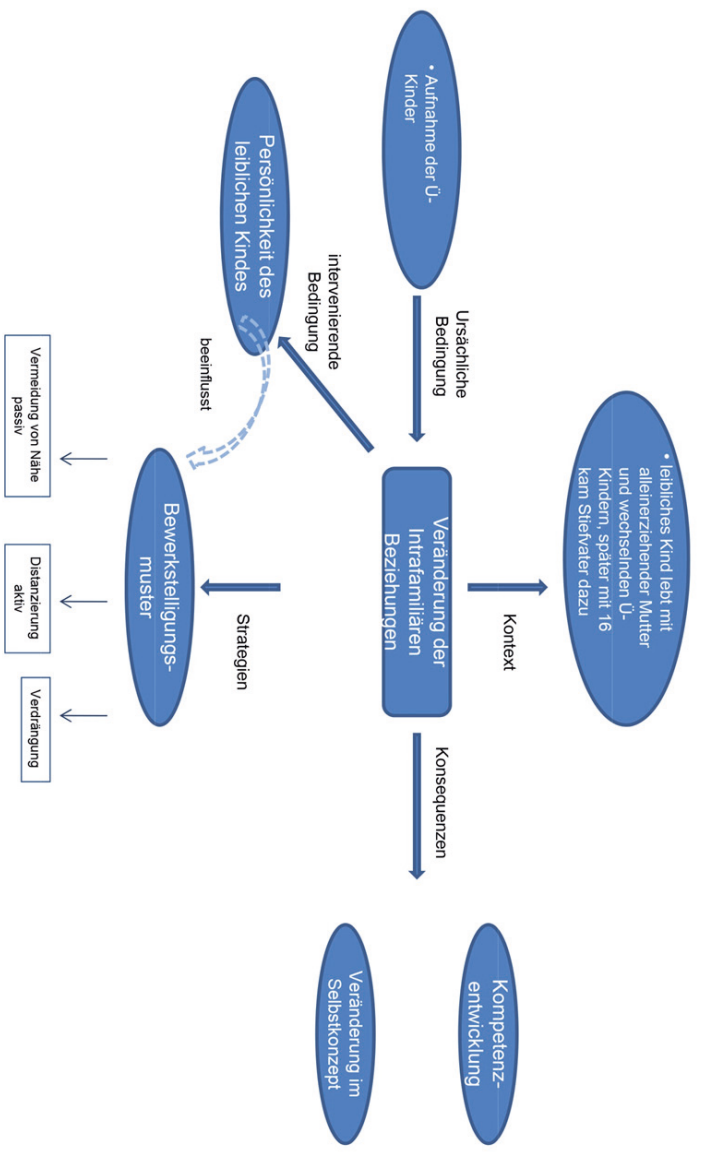 • leibliches Kind lebt mit
alleinerziehender Mutter
und wechselnden Ü-
Kindern, später mit 16
kam Stiefvater dazu
Kontext
• Aufnahme der Ü-
Kinder
Ursächliche
Bedingung
Veränderung der
Intrafamiliären
Beziehungen
Konsequenzen
Kompetenz-
entwicklung
Veränderung im
Selbstkonzept
intervenierende
Bedingung
Persönlichkeit des
leiblichen Kindes
beeinflusst
Strategien
Bewerkstelligungs-
muster
Vermeidung von Nähe
passiv
Distanzierung
aktiv
Verdrängung